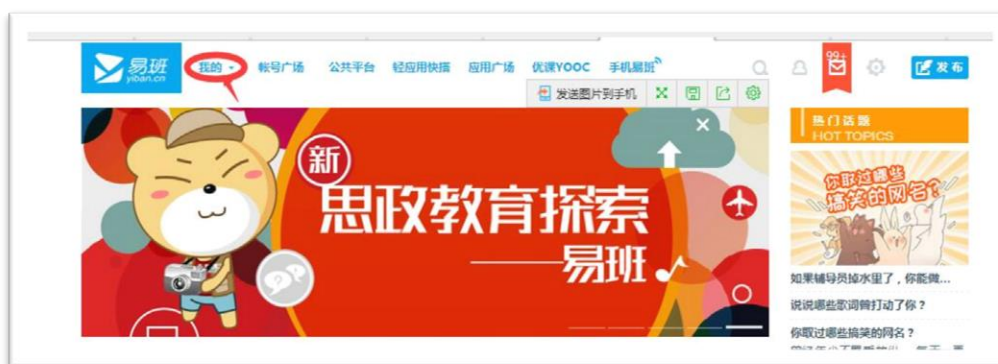 易班
yiban.cn
我的 帐号广场 公共平台 轻应用快搭 应用广场 优课YOOC 手机易班
99+
发布
发送图片到手机
新
思政教育探索
——易班
热门话题
HOT TOPICS
你取过哪些
搞笑的网名?
如果辅导员掉水里了，你能做...
说说哪些歌词曾打动了你？
你取过哪些搞笑的网名？